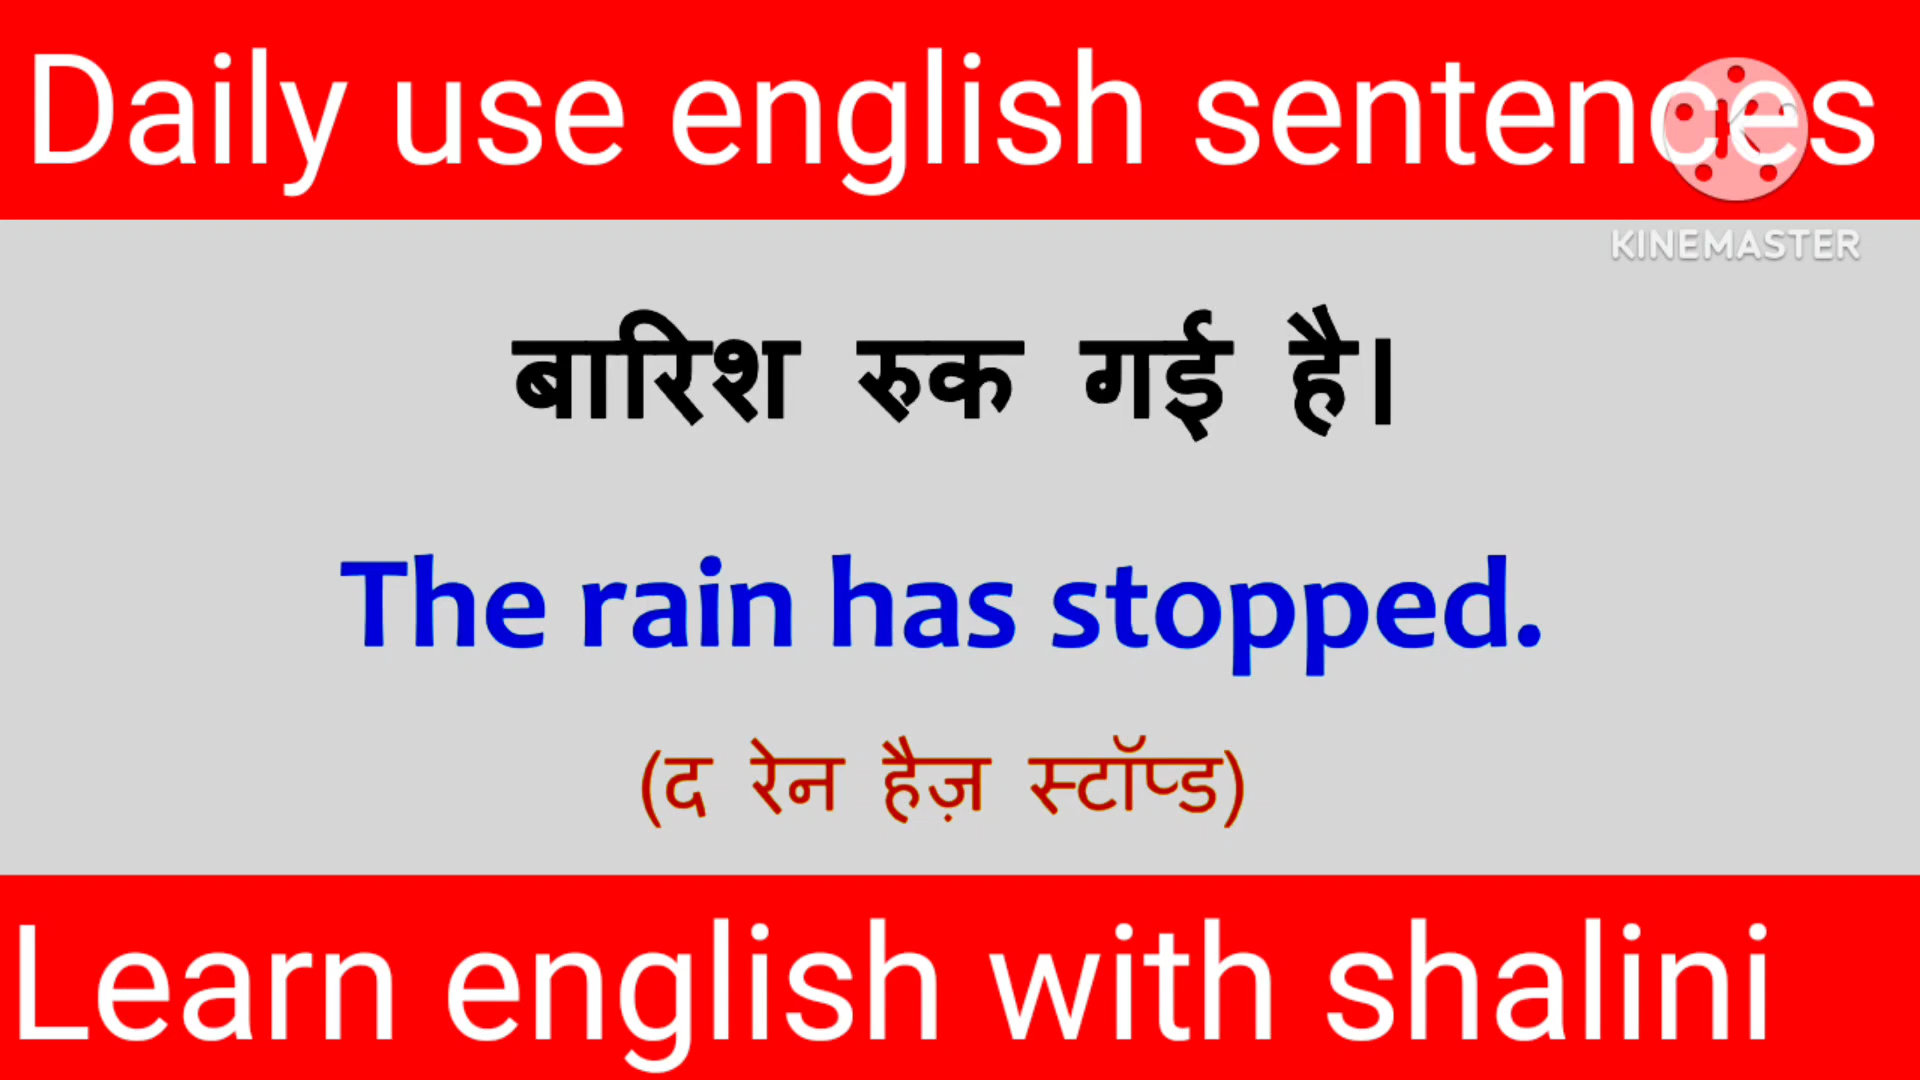 Daily use english sentences
KINEMASTER
बारिश रुक गई है।
The rain has stopped.
(द रेन हैज़ स्टॉप्ड)
Learn english with shalini